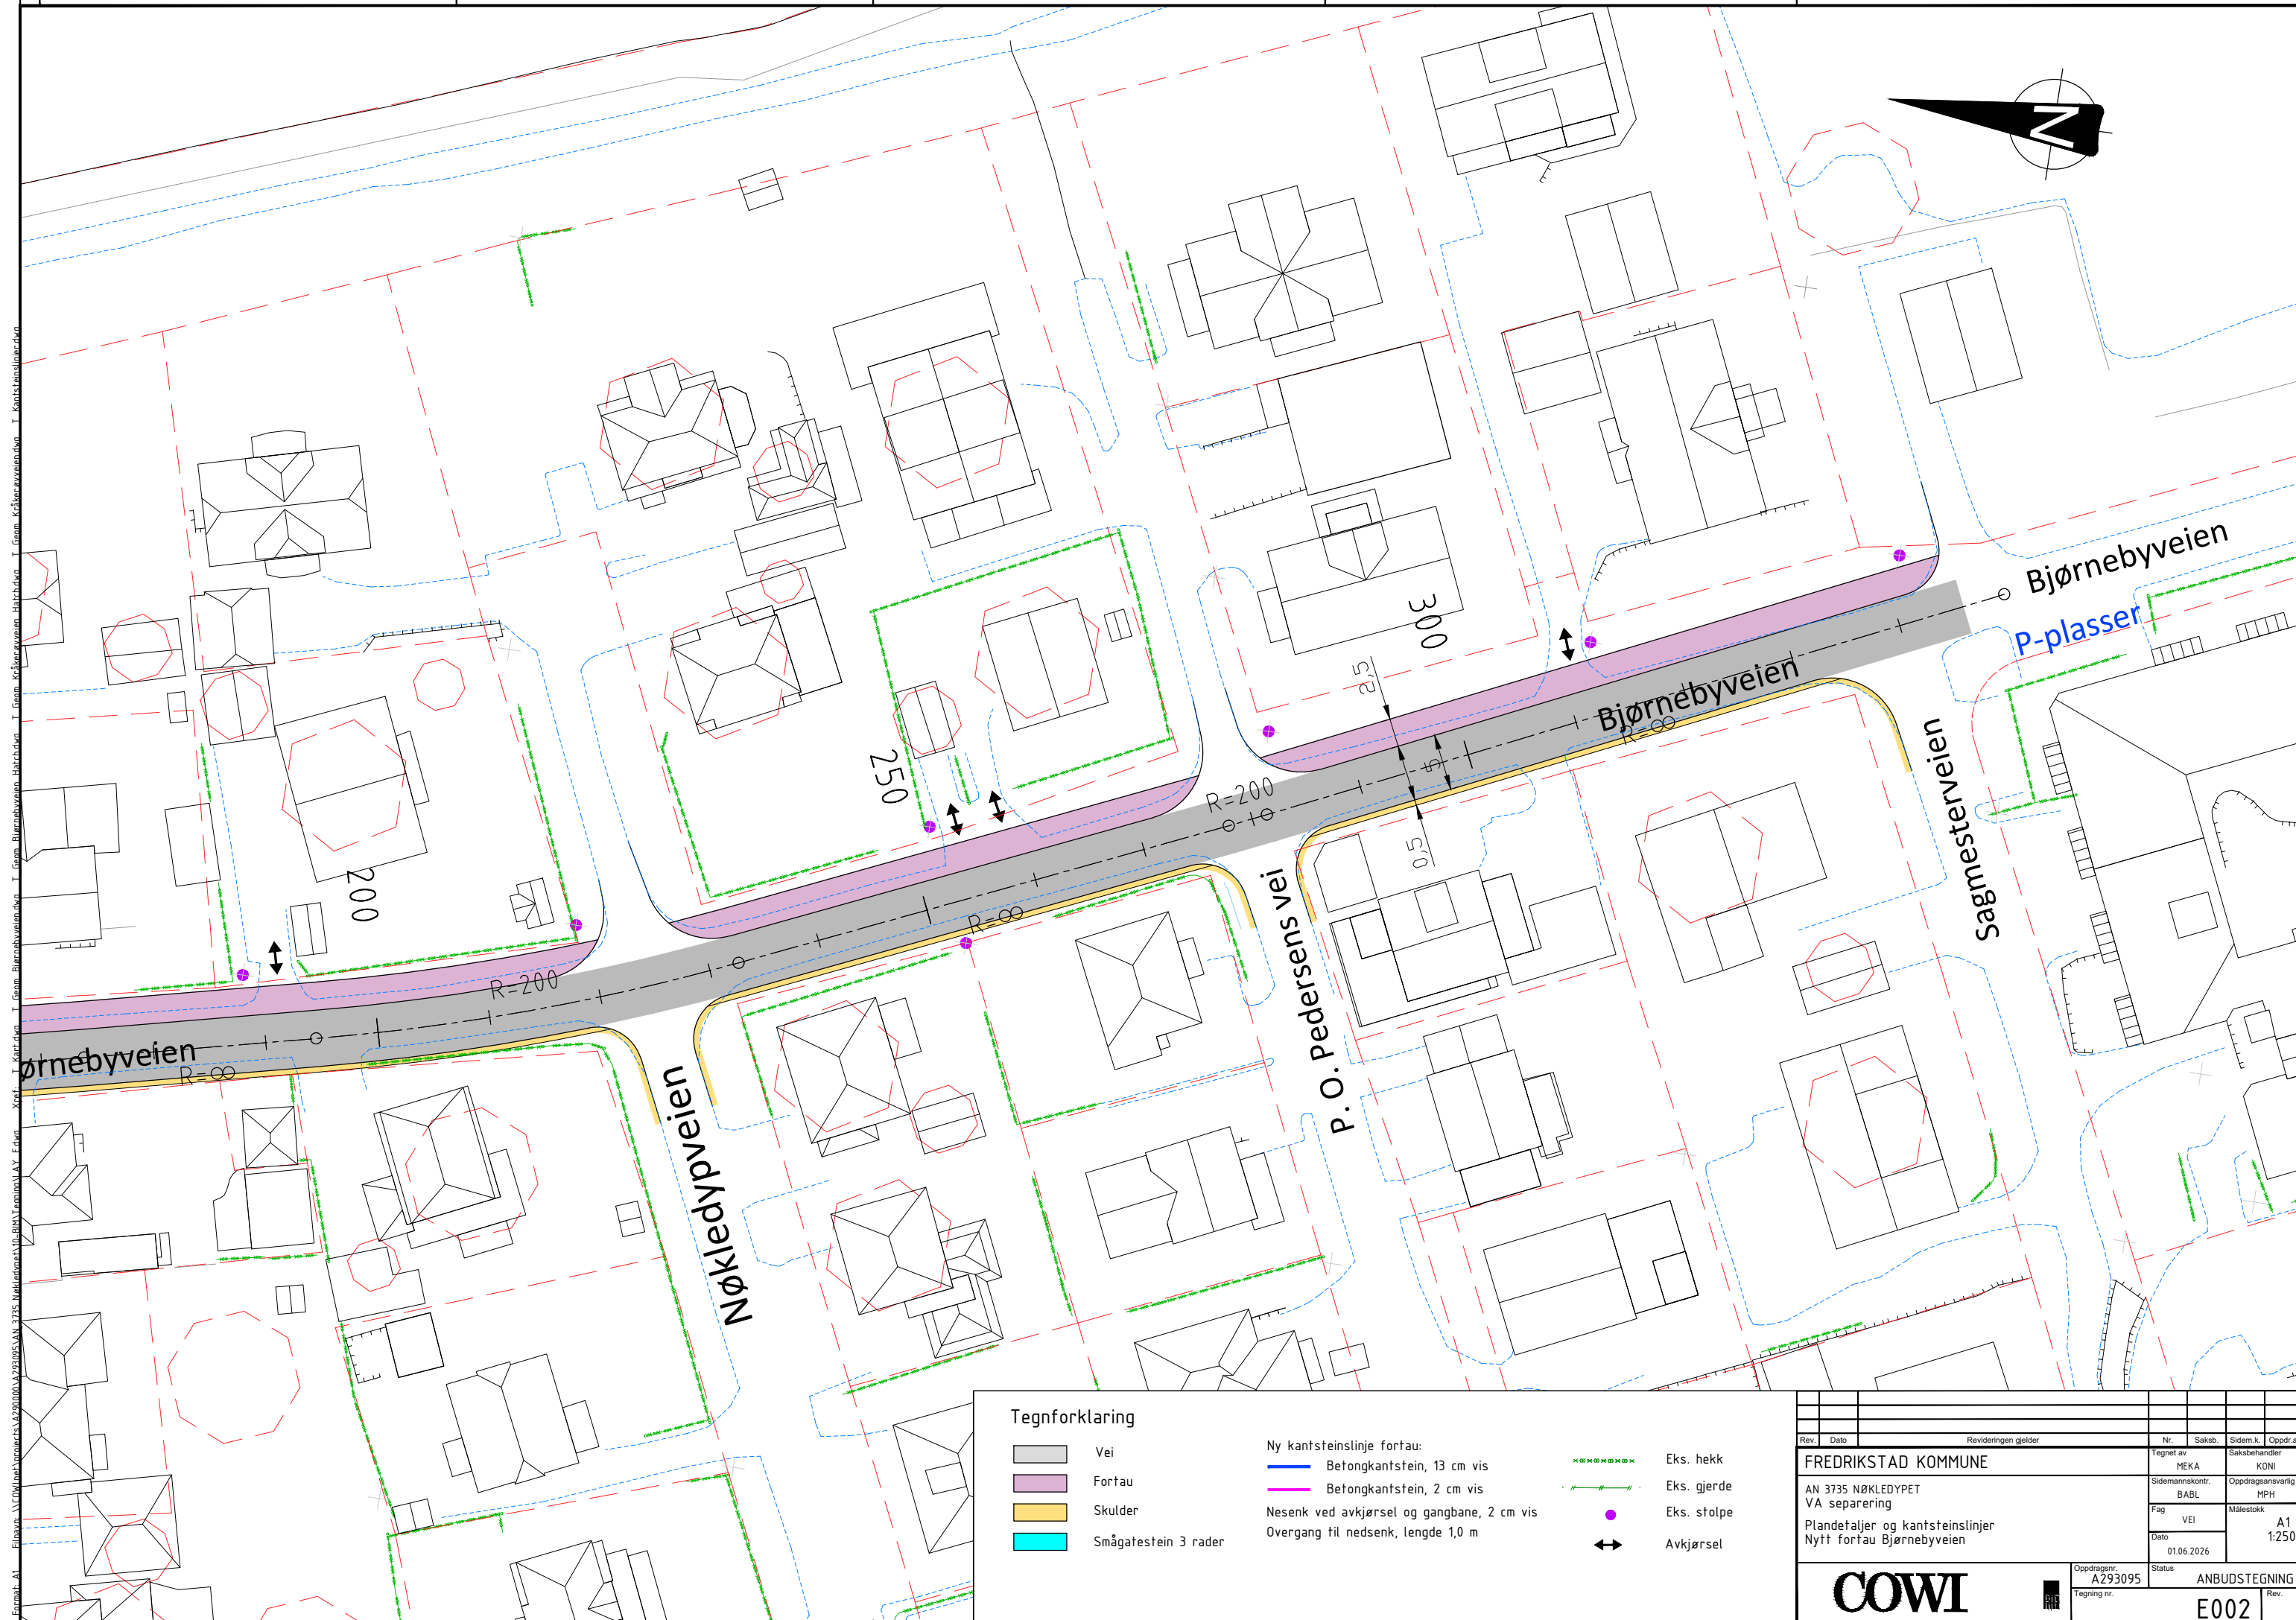 Bjørnebyveien
P-plasser
Bjørnebyveien
R=∞
300
2,5
5
0,5
R=200
250
Sagmesterveien
P. O. Pedersens vei
R=∞
R=200
200
ørnebyveien
R=∞
Nøkledypveien
N
Tegnforklaring
Vei
Fortau
Skulder
Smågatestein 3 rader
Ny kantsteinslinje fortau:
Betongkantstein, 13 cm vis
Betongkantstein, 2 cm vis
Nesenk ved avkjørsel og gangbane, 2 cm vis
Overgang til nedsenk, lengde 1,0 m
Eks. hekk
Eks. gjerde
Eks. stolpe
Avkjørsel
Rev. Dato Revideringen gjelder Nr. Saksb. Sidem.k. Oppdr.a
FREDRIKSTAD KOMMUNE
AN 3735 NØKLEDYPET
VA separering
Plandetaljer og kantsteinslinjer
Nytt fortau Bjørnebyveien
Tegnet av
MEKA
Saksbehandler
KONI
Sidemannskontr.
BABL
Oppdragsansvarlig
MPH
Fag
VEI
Målestokk
A1
1:250
Dato
01.06.2026
COWI
Oppdragsnr.
A293095
Status
ANBUDSTEGNING
Tegning nr.
E002
Rev.
Format: A1